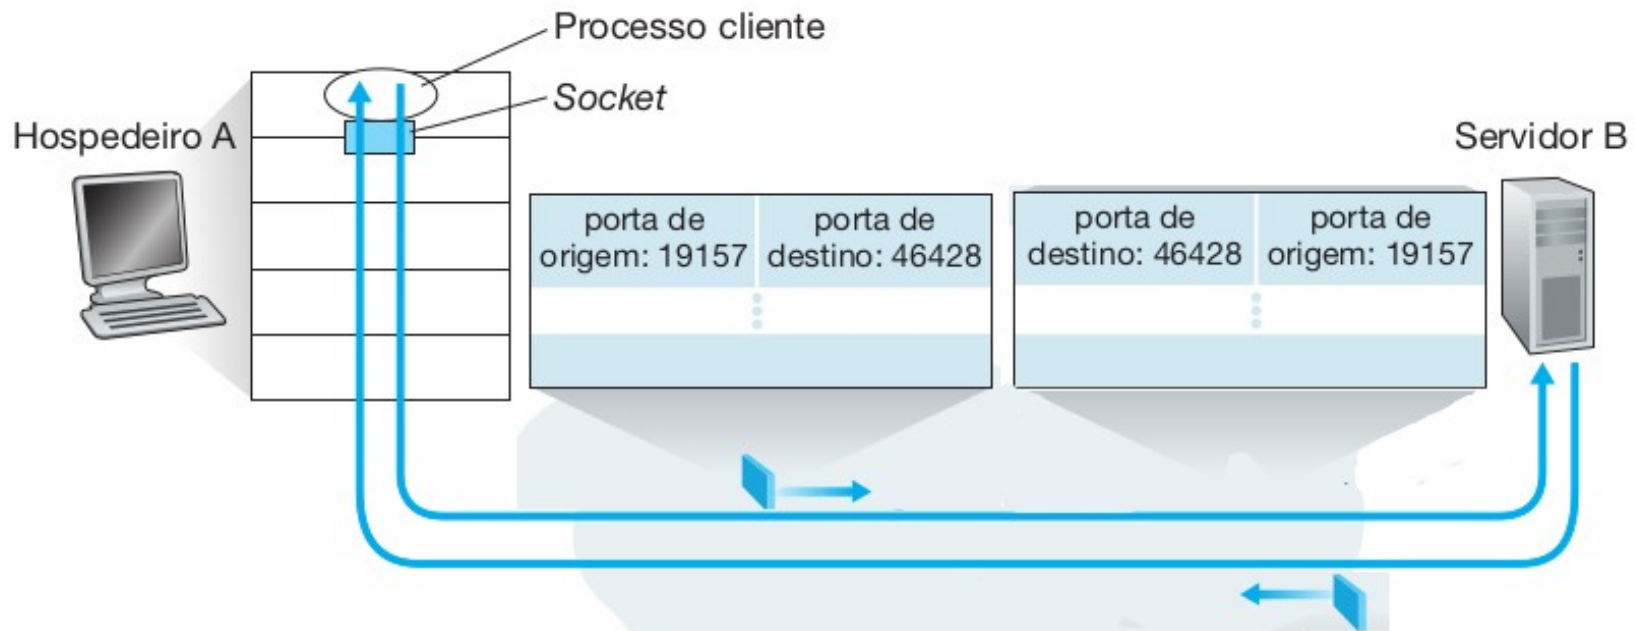 Processo cliente
Socket
Hospedeiro A
Servidor B
porta de
origem: 19157
porta de
destino: 46428
porta de
destino: 46428
porta de
origem: 19157